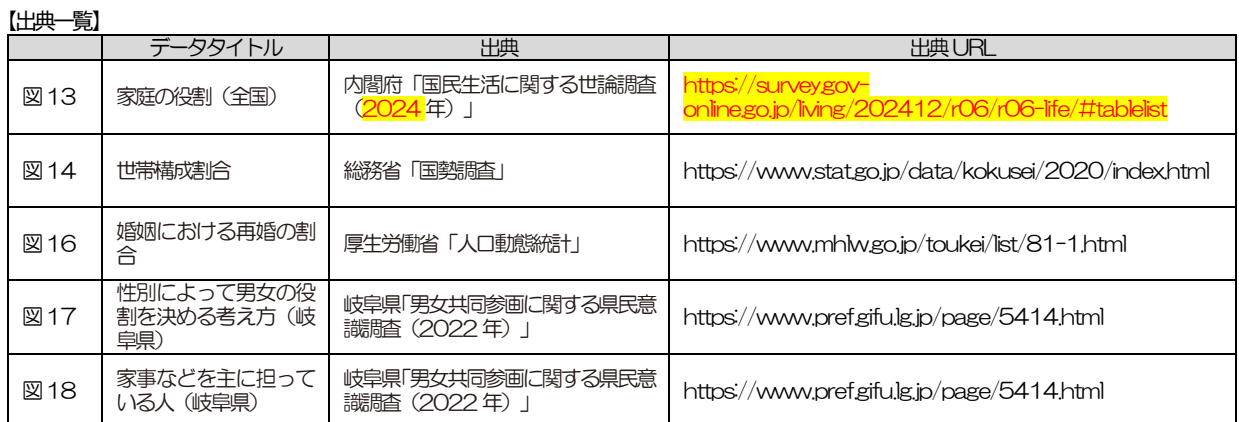 【出典一覧】
データタイトル 出典 出典URL
図13 家庭の役割（全国） 内閣府「国民生活に関する世論調査
（2024年）」 https://survey.gov-
online.go.jp/living/202412/r06/r06-life/#tablelist
図14 世帯構成割合 総務省「国勢調査」 https://www.stat.go.jp/data/kokusei/2020/index.html
図16 婚姻における再婚の割
合 厚生労働省「人口動態統計」 https://www.mhlw.go.jp/toukei/list/81-1.html
図17 性別によって男女の役
割を決める考え方（岐
阜県） 岐阜県「男女共同参画に関する県民意
識調査（2022年）」 https://www.pref.gifu.lg.jp/page/5414.html
図18 家事などを主に担って
いる人（岐阜県） 岐阜県「男女共同参画に関する県民意
識調査（2022年）」 https://www.pref.gifu.lg.jp/page/5414.html